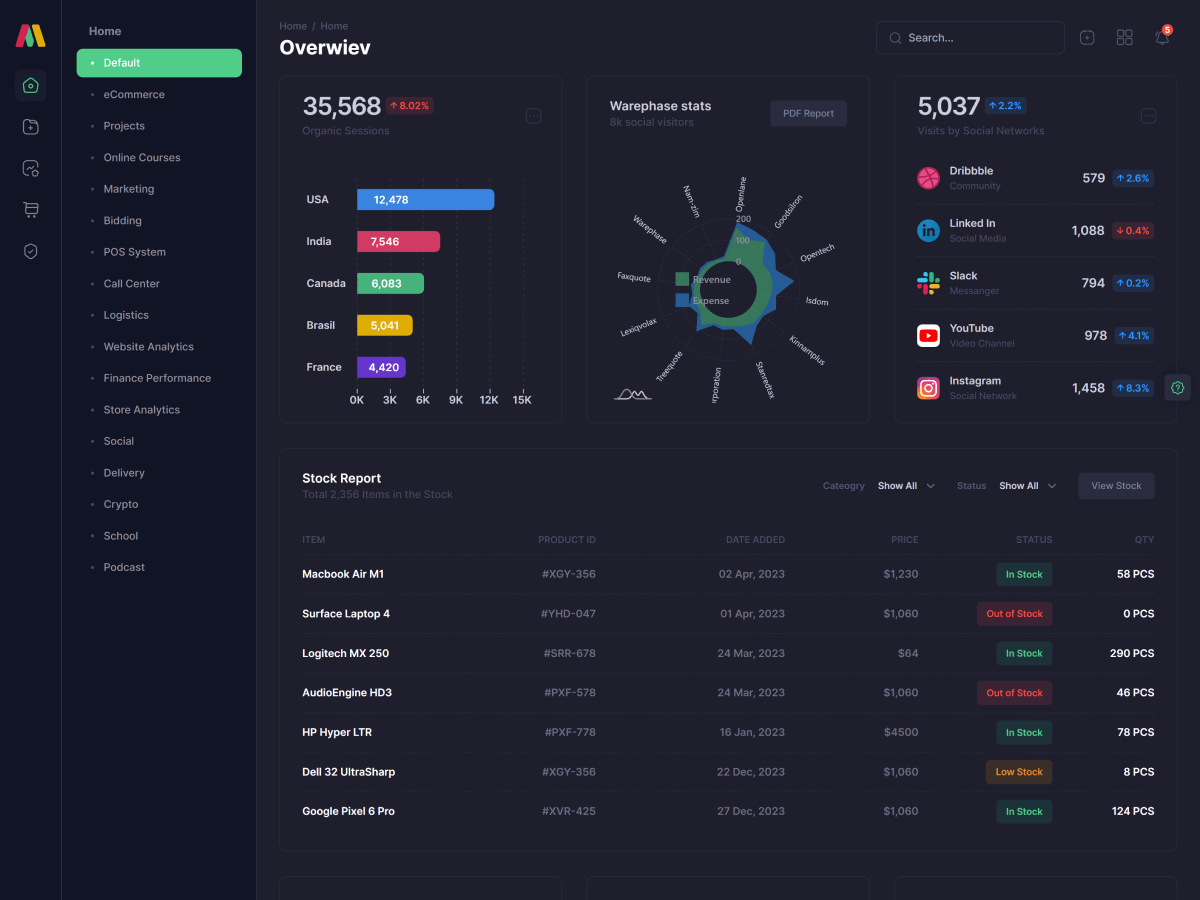 Home
Default
eCommerce
Projects
Online Courses
Marketing
Bidding
POS System
Call Center
Logistics
Website Analytics
Finance Performance
Store Analytics
Social
Delivery
Crypto
School
Podcast
Home / Home
Overwiev
Search...
5
35,568 8.02%
Organic Sessions
USA 12,478
India 7,546
Canada 6,083
Brasil 5,041
France 4,420
0K 3K 6K 9K 12K 15K
Warephase stats
8k social visitors
PDF Report
Openlane
Goodsilron
Opentech
Isdom
Kinnamplus
Stanredtax
orporation
Treequote
Lexiqvolax
Faxquote
Warephase
Nam-zim
200
100
0
Revenue
Expense
5,037 2.2%
Visits by Social Networks
Dribbble 579 2.6%
Community
Linked In 1,088 0.4%
Social Media
Slack 794 0.2%
Messanger
YouTube 978 4.1%
Video Channel
Instagram 1,458 8.3%
Social Network
Stock Report
Total 2,356 Items in the Stock
Cateogry Show All Status Show All View Stock
ITEM PRODUCT ID DATE ADDED PRICE STATUS QTY
Macbook Air M1 #XGY-356 02 Apr, 2023 $1,230 In Stock 58 PCS
Surface Laptop 4 #YHD-047 01 Apr, 2023 $1,060 Out of Stock 0 PCS
Logitech MX 250 #SRR-678 24 Mar, 2023 $64 In Stock 290 PCS
AudioEngine HD3 #PXF-578 24 Mar, 2023 $1,060 Out of Stock 46 PCS
HP Hyper LTR #PXF-778 16 Jan, 2023 $4500 In Stock 78 PCS
Dell 32 UltraSharp #XGY-356 22 Dec, 2023 $1,060 Low Stock 8 PCS
Google Pixel 6 Pro #XVR-425 27 Dec, 2023 $1,060 In Stock 124 PCS